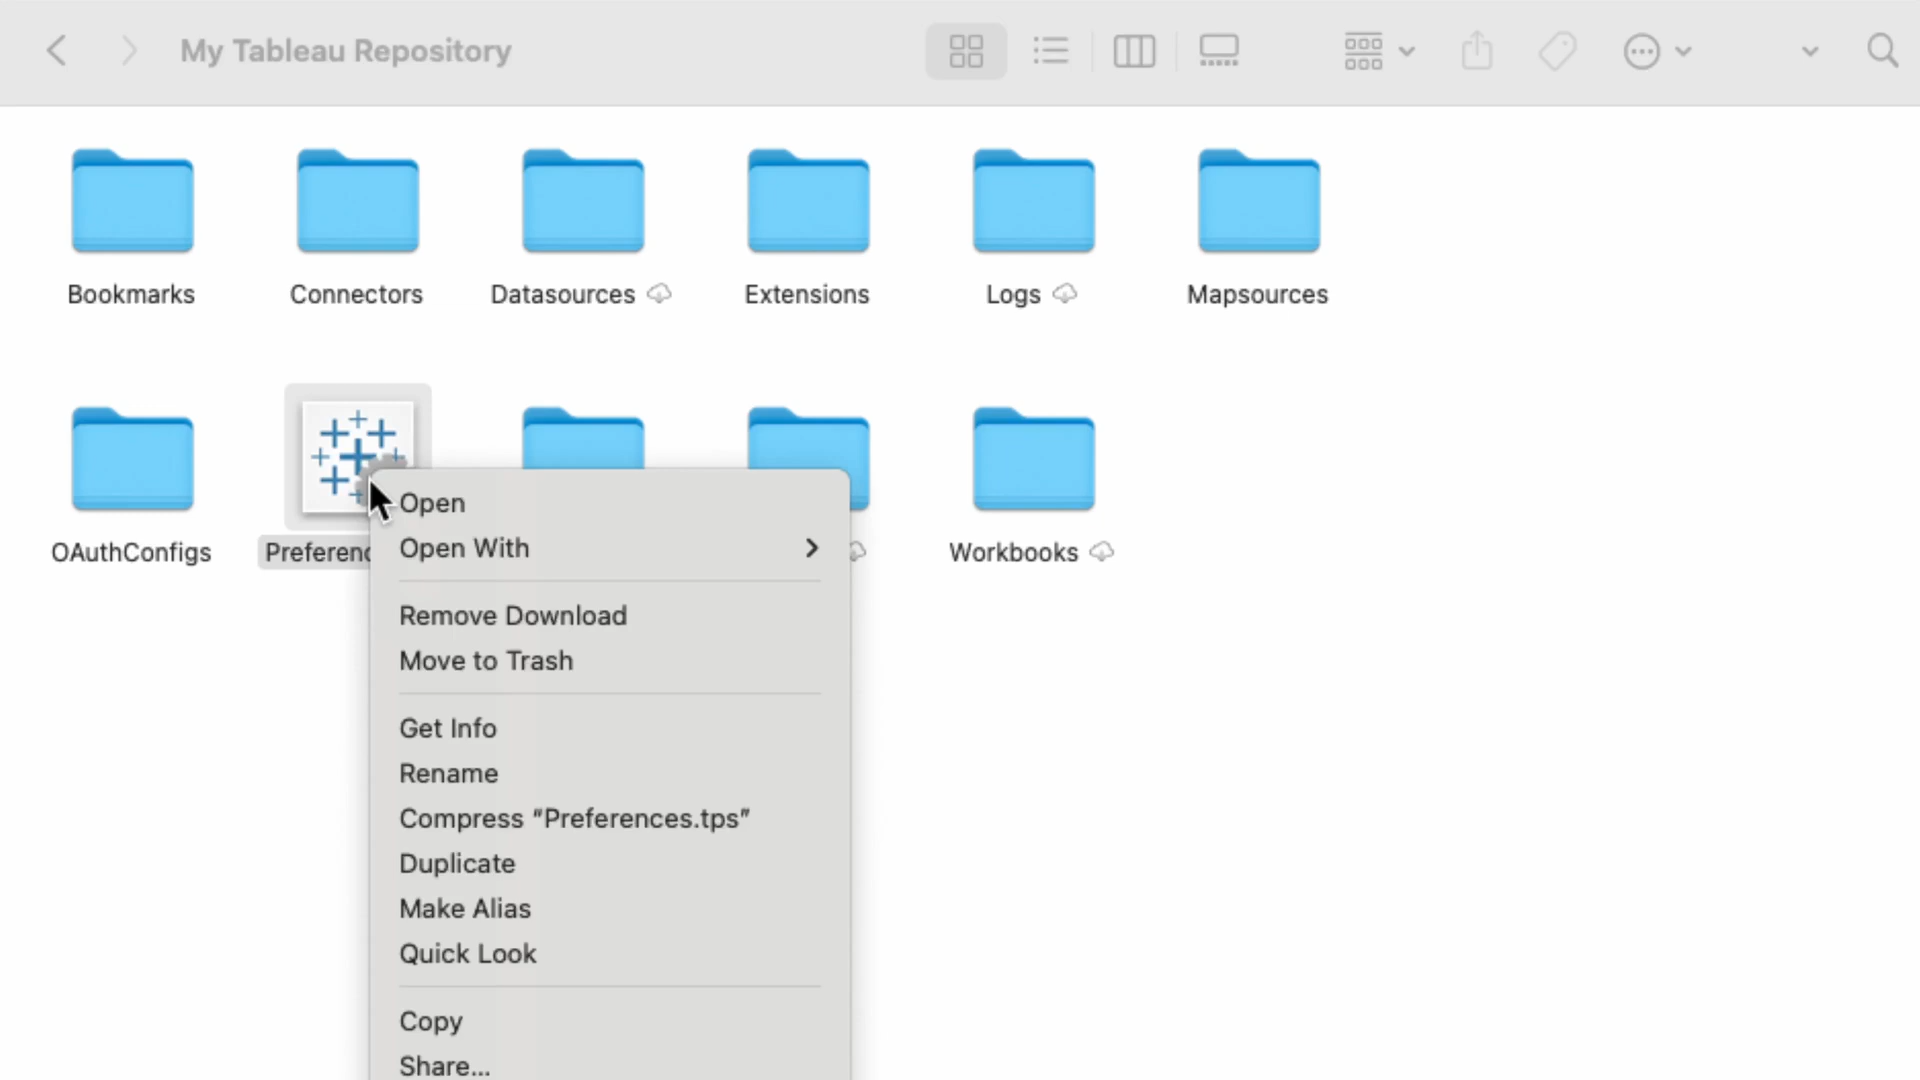 My Tableau Repository
Bookmarks
Connectors
Datasources
Extensions
Logs
Mapsources
OAuthConfigs
Workbooks
Open
Open With
Remove Download
Move to Trash
Get Info
Rename
Compress “Preferences.tps”
Duplicate
Make Alias
Quick Look
Copy
Share...